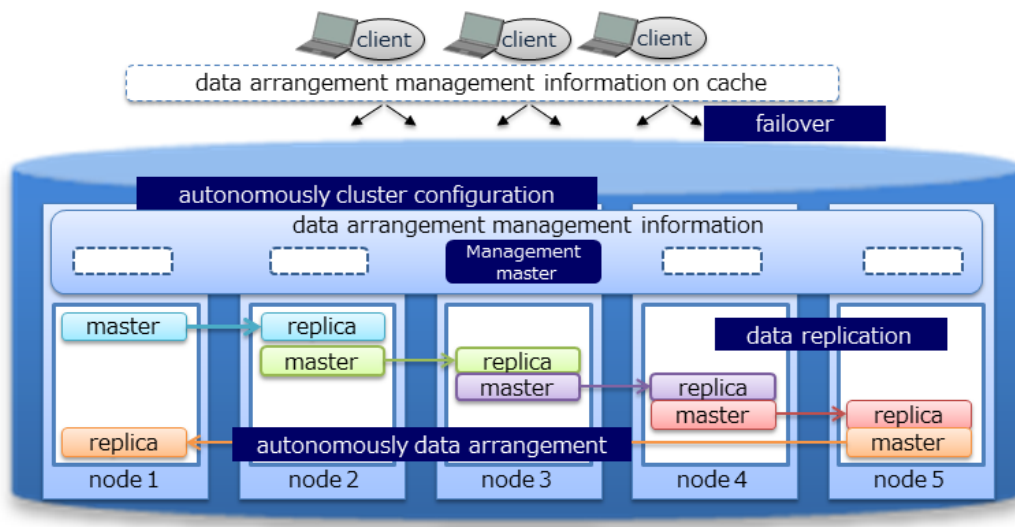 client client client
data arrangement management information on cache
failover
autonomously cluster configuration
data arrangement management information
Management
master
master replica
master replica
data replication
master replica
master replica
replica autonomously data arrangement master
node 1 node 2 node 3 node 4 node 5